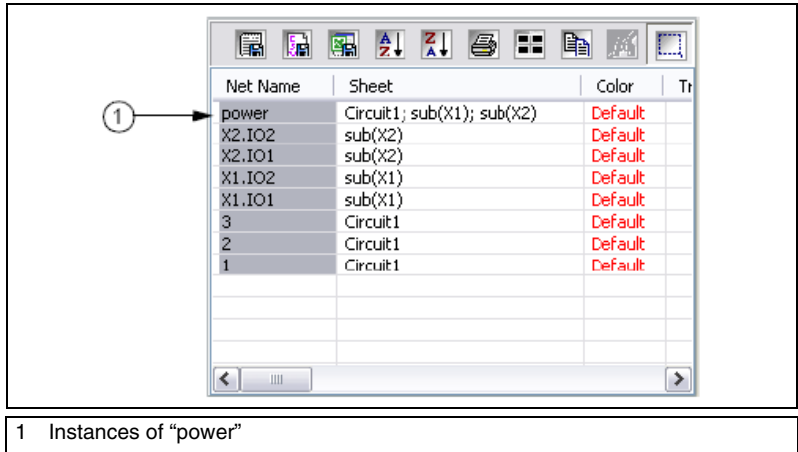 Net Name Sheet Color Tr
1 power Circuit1; sub(X1); sub(X2) Default
X2.IO2 sub(X2) Default
X2.IO1 sub(X2) Default
X1.IO2 sub(X1) Default
X1.IO1 sub(X1) Default
3 Circuit1 Default
2 Circuit1 Default
1 Circuit1 Default
1 Instances of “power”